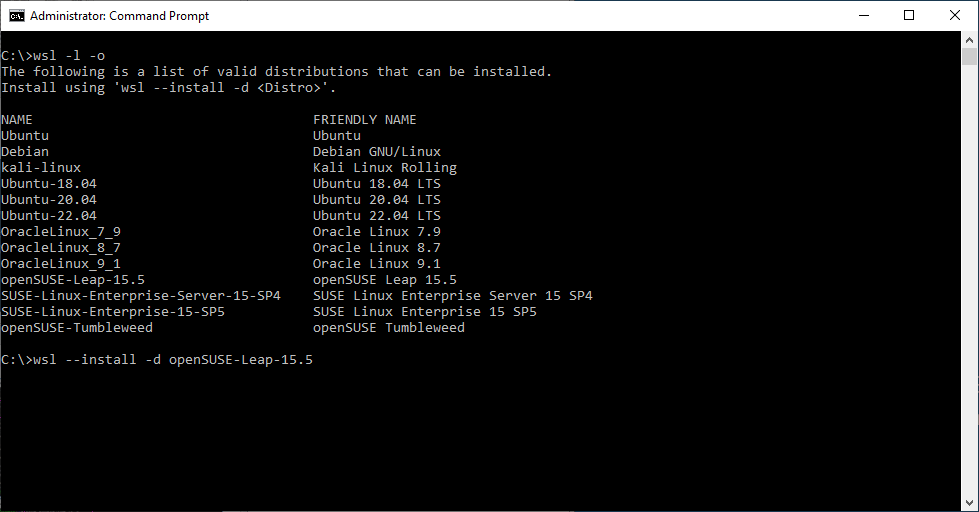 Administrator: Command Prompt
C:\>wsl -l -o
The following is a list of valid distributions that can be installed.
Install using 'wsl --install -d <Distro>'.
NAME FRIENDLY NAME
Ubuntu Ubuntu
Debian Debian GNU/Linux
kali-linux Kali Linux Rolling
Ubuntu-18.04 Ubuntu 18.04 LTS
Ubuntu-20.04 Ubuntu 20.04 LTS
Ubuntu-22.04 Ubuntu 22.04 LTS
OracleLinux_7_9 Oracle Linux 7.9
OracleLinux_8_7 Oracle Linux 8.7
OracleLinux_9_1 Oracle Linux 9.1
openSUSE-Leap-15.5 openSUSE Leap 15.5
SUSE-Linux-Enterprise-Server-15-SP4 SUSE Linux Enterprise Server 15 SP4
SUSE-Linux-Enterprise-15-SP5 SUSE Linux Enterprise 15 SP5
openSUSE-Tumbleweed openSUSE Tumbleweed
C:\>wsl --install -d openSUSE-Leap-15.5